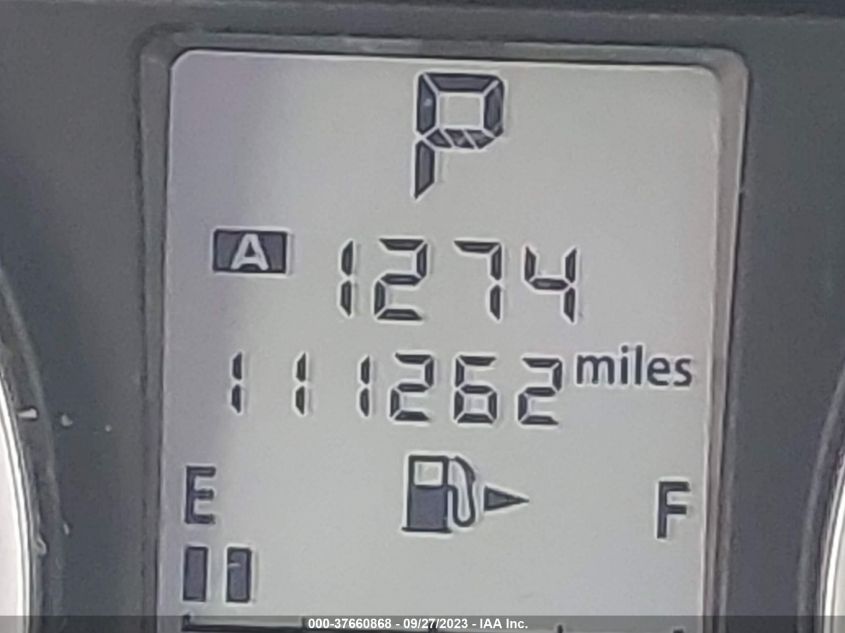 P
A 1274
111262 miles
E F
000-37660868 - 09/27/2023 - IAA Inc.